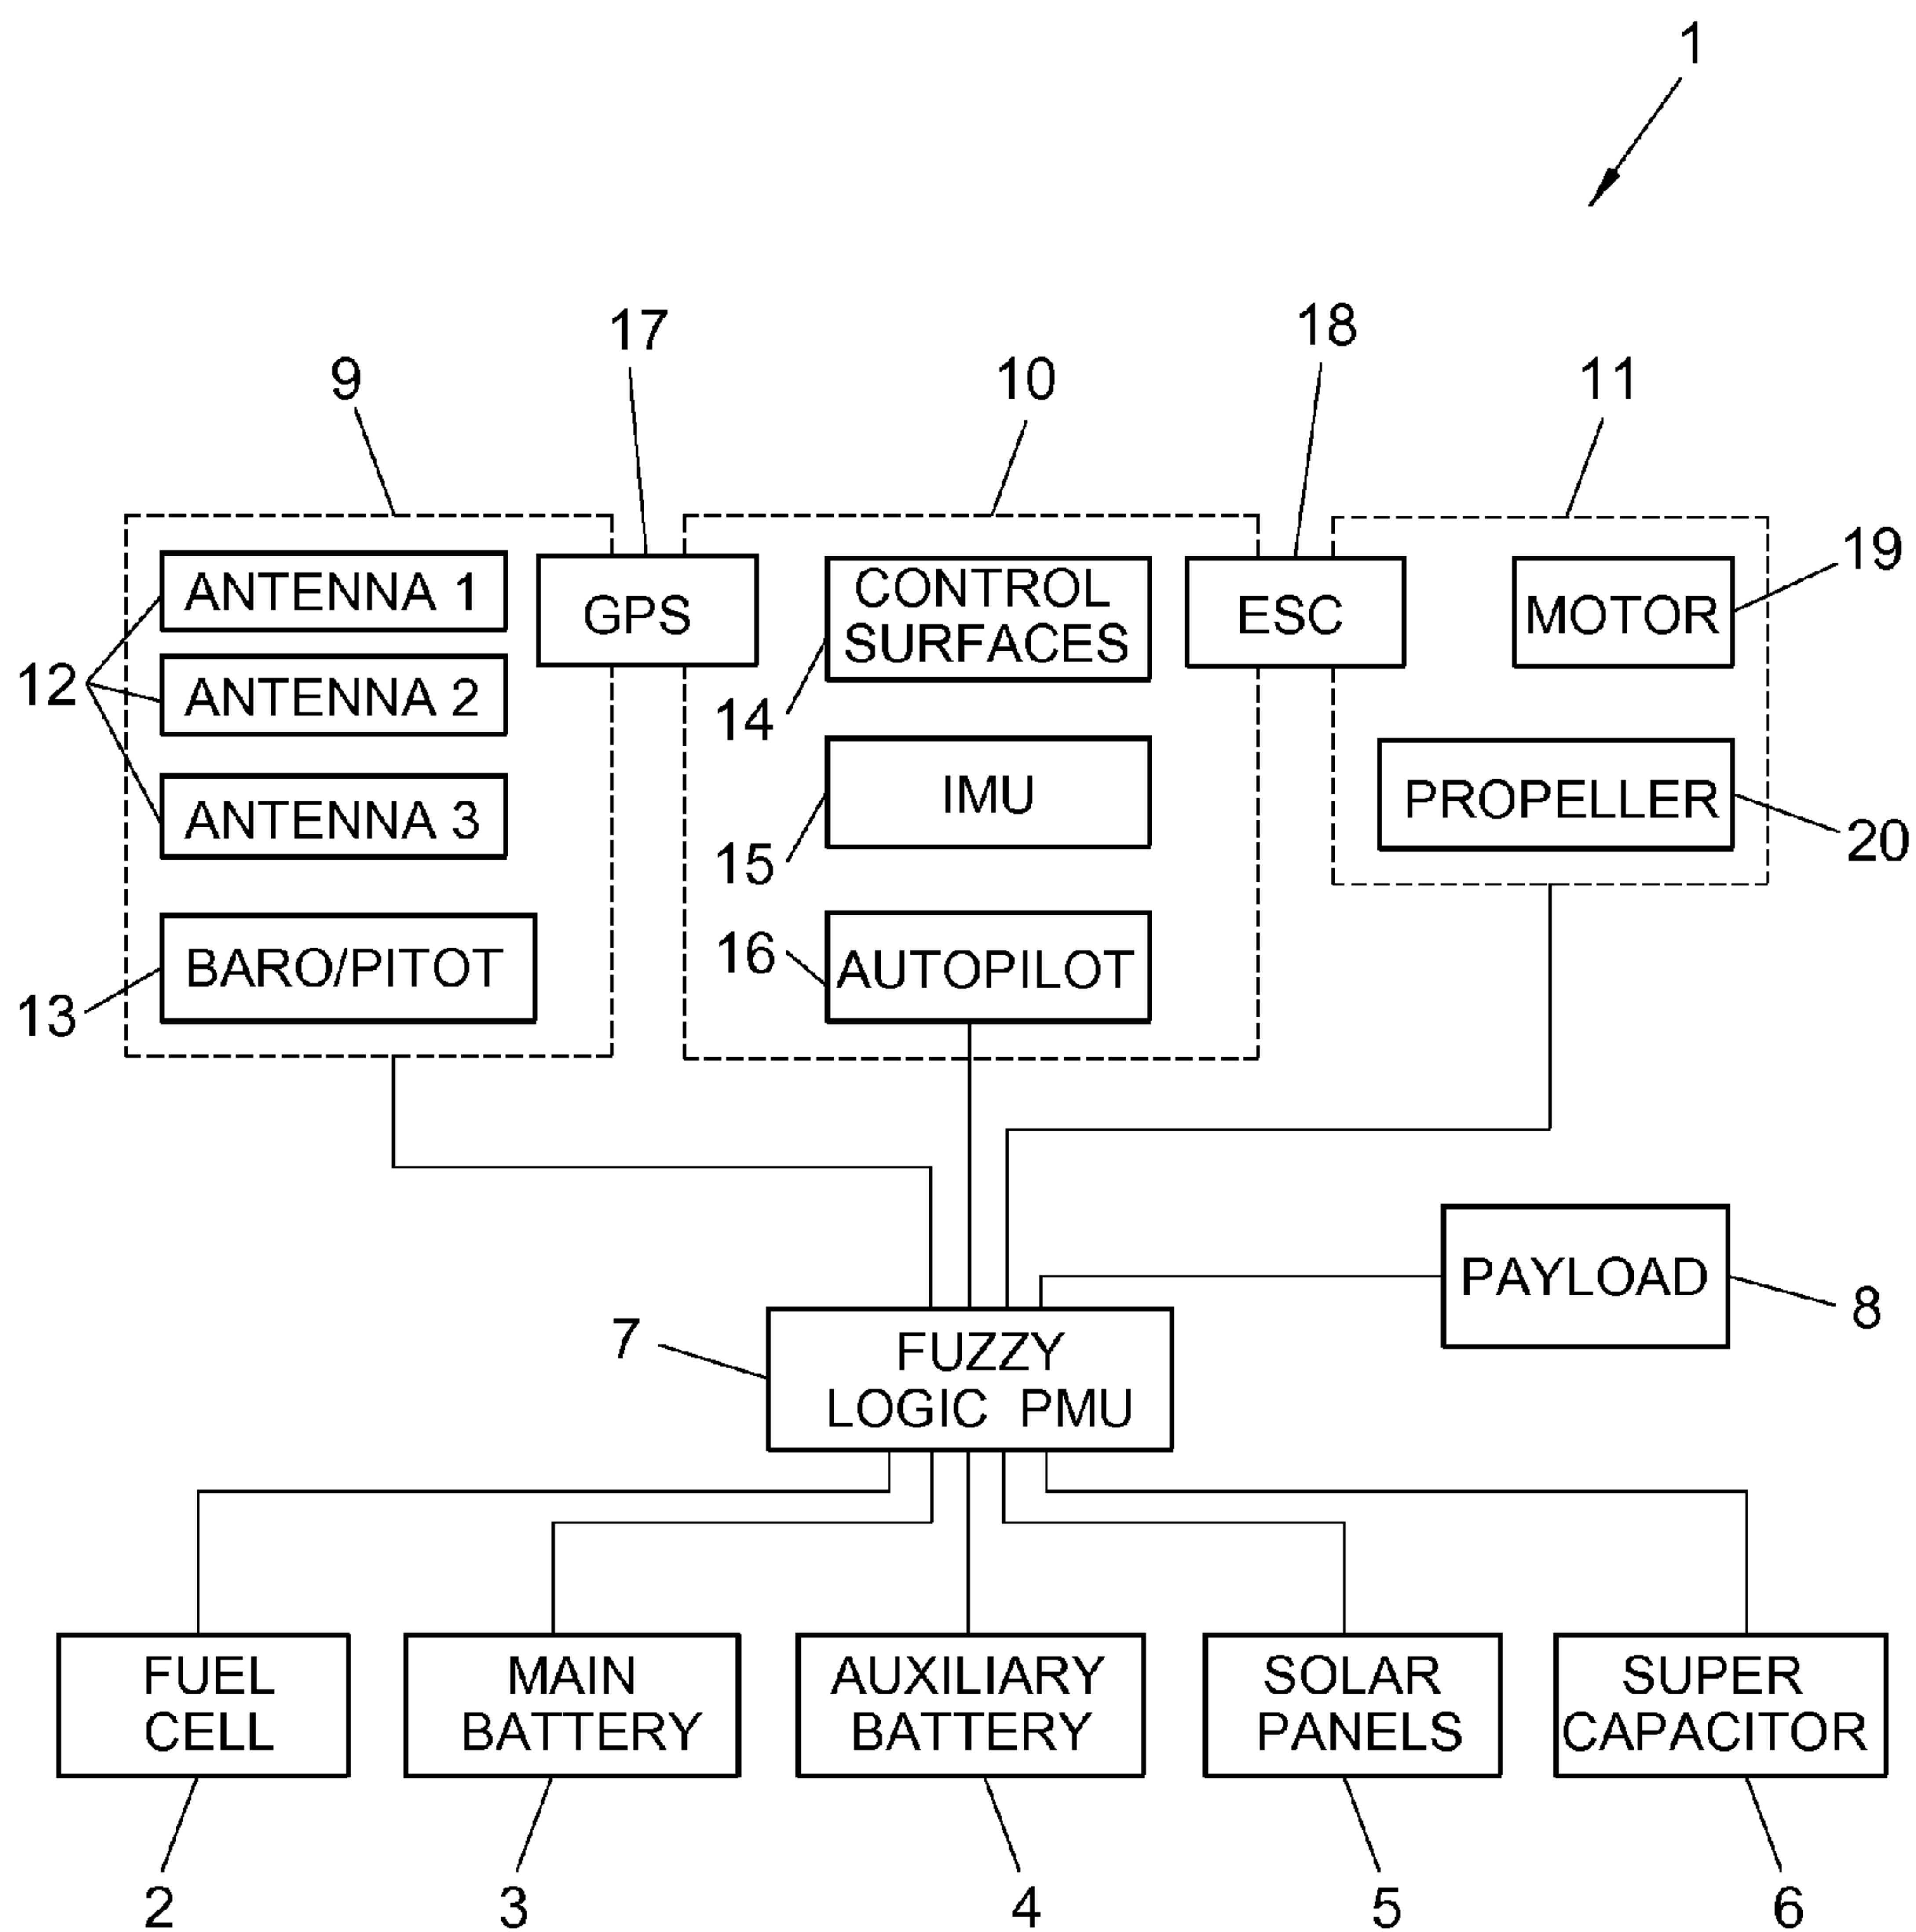 1
17
18
9
10
11
ANTENNA 1
GPS
CONTROL
SURFACES
ESC
MOTOR
19
12
ANTENNA 2
14
IMU
PROPELLER
ANTENNA 3
15
20
16
BARO/PITOT
AUTOPILOT
13
PAYLOAD
8
7
FUZZY
LOGIC PMU
FUEL
CELL
MAIN
BATTERY
AUXILIARY
BATTERY
SOLAR
PANELS
SUPER
CAPACITOR
2
3
4
5
6